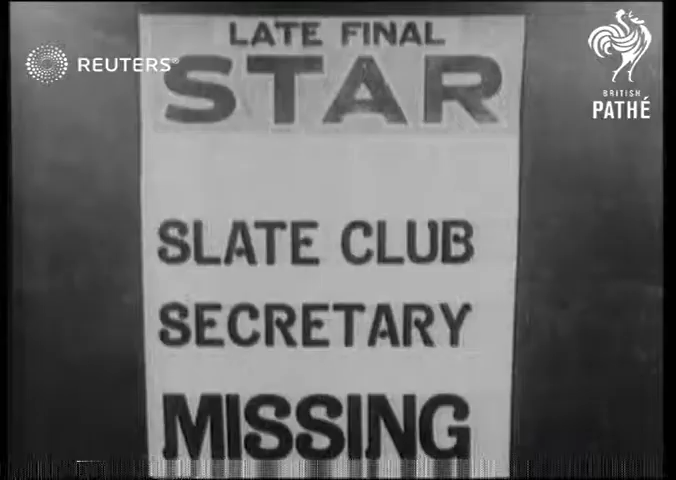 LATE FINAL
STAR
REUTERS
BRITISH
PATHÉ
SLATE CLUB
SECRETARY
MISSING